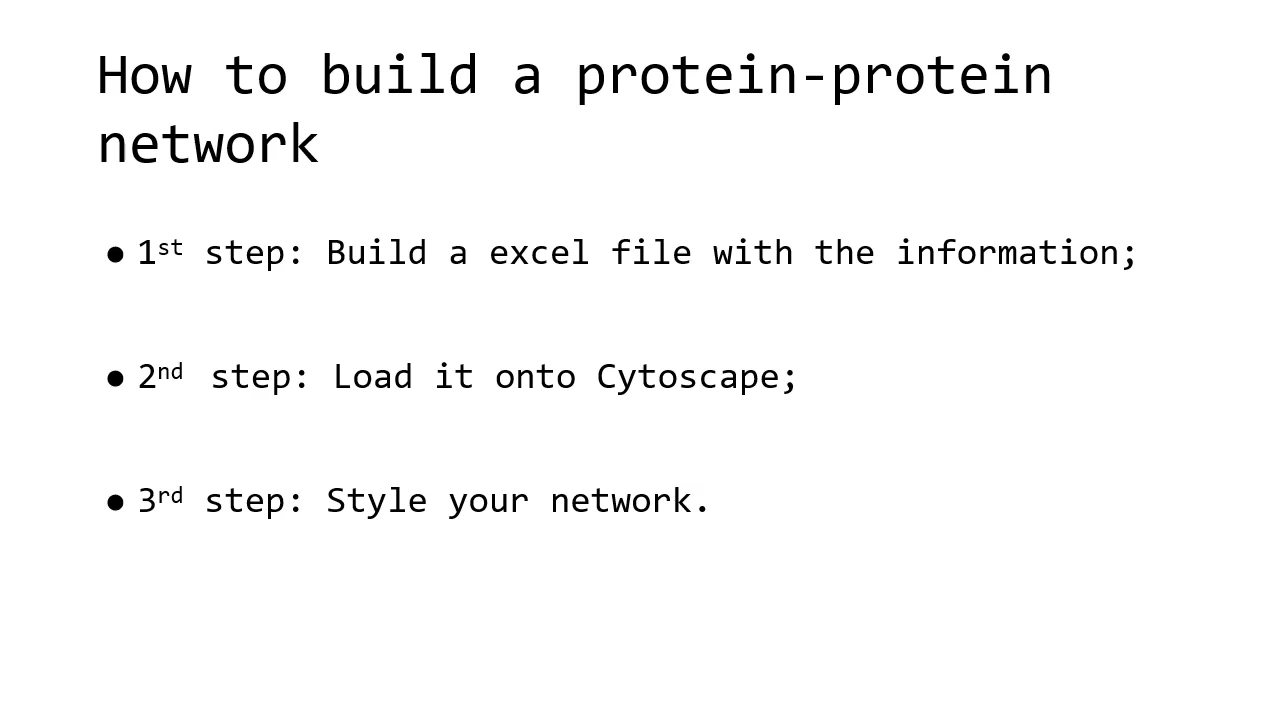 How to build a protein-protein
network
● 1st step: Build a excel file with the information;
● 2nd step: Load it onto Cytoscape;
● 3rd step: Style your network.